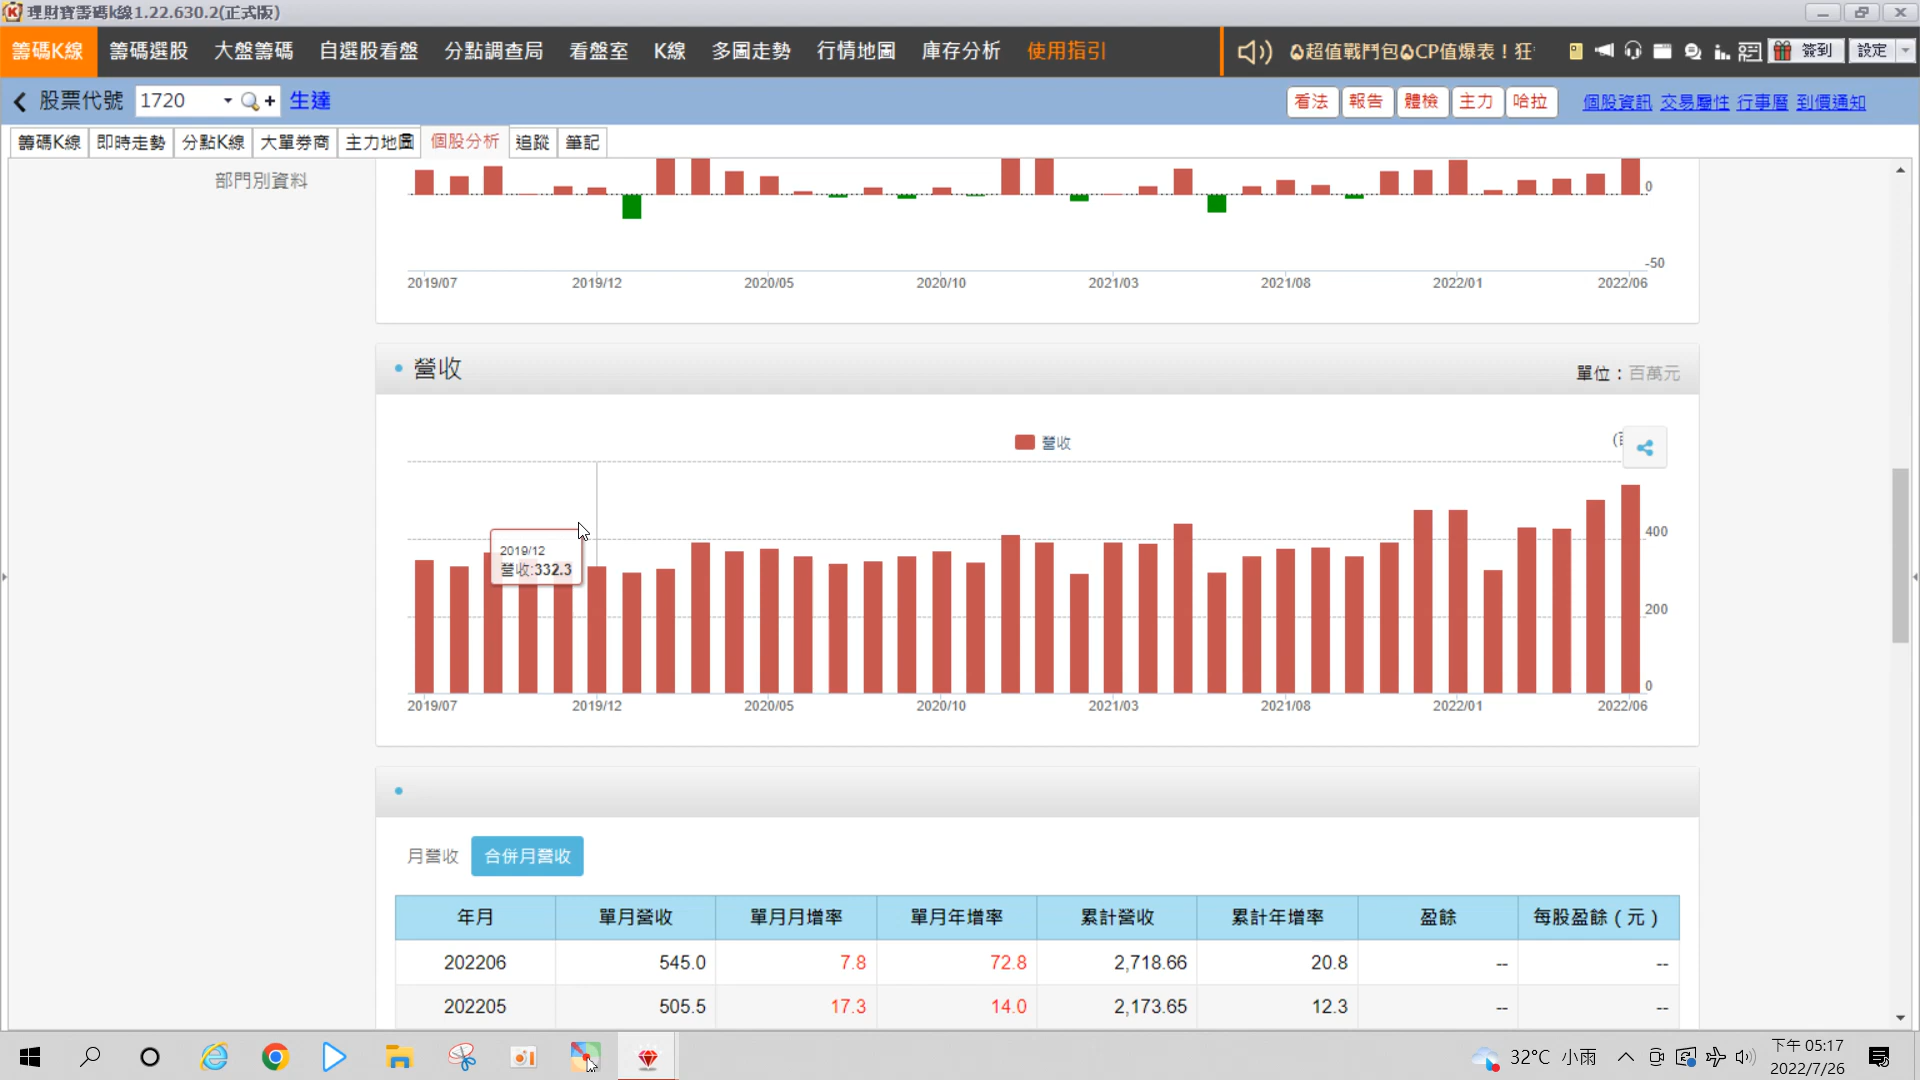 理財寶籌碼k線1.22.630.2(正式版)
籌碼K線 籌碼選股 大盤籌碼 自選股看盤 分點調查局 看盤室 K線 多圖走勢 行情地圖 庫存分析 使用指引 超值戰鬥包 CP值爆表！狂 簽到 設定
股票代號 1720 生達 看法 報告 體檢 主力 哈拉 個股資訊 交易屬性 行事曆 到價通知
籌碼K線 即時走勢 分點K線 大單券商 主力地圖 個股分析 追蹤 筆記
部門別資料
0
-50
2019/07 2019/12 2020/05 2020/10 2021/03 2021/08 2022/01 2022/06
營收 單位：百萬元
營收
2019/12
營收:332.3
400
200
0
2019/07 2019/12 2020/05 2020/10 2021/03 2021/08 2022/01 2022/06
月營收 合併月營收
年月 單月營收 單月月增率 單月年增率 累計營收 累計年增率 盈餘 每股盈餘（元）
202206 545.0 7.8 72.8 2,718.66 20.8 -- --
202205 505.5 17.3 14.0 2,173.65 12.3 -- --
32°C 小雨 下午 05:17
2022/7/26